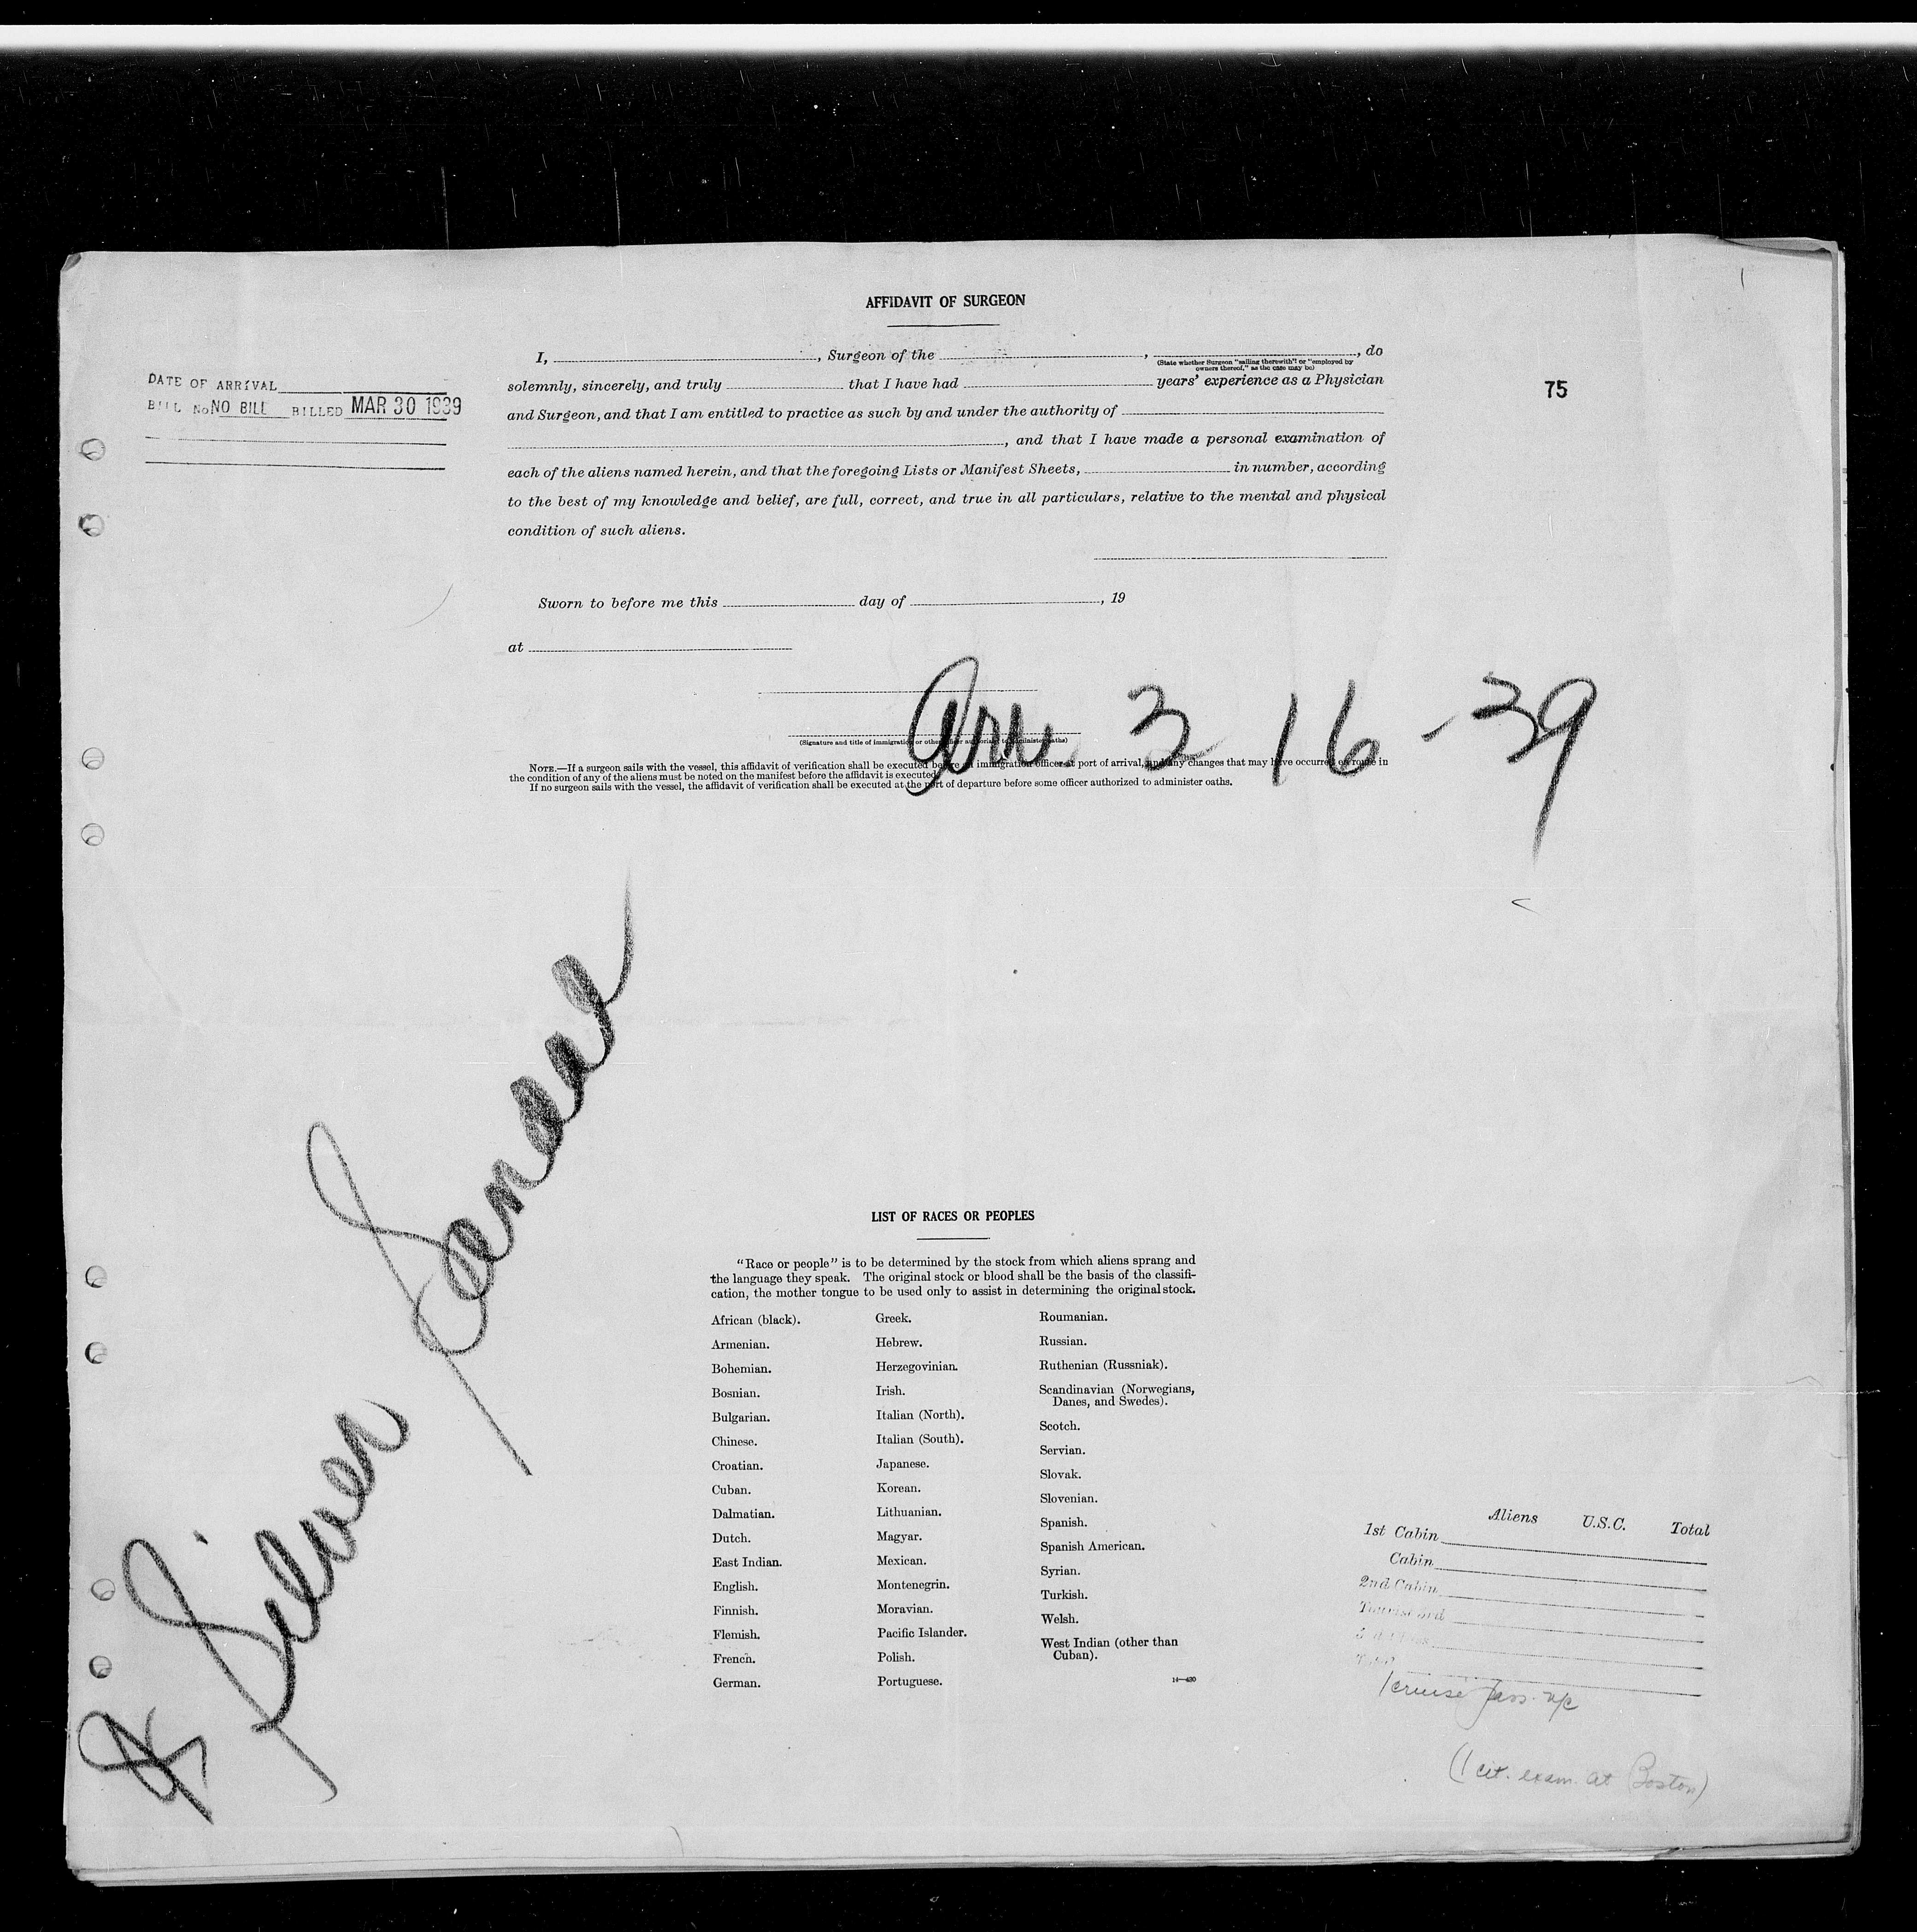 AFFIDAVIT OF SURGEON
I, , Surgeon of the , , do
(State whether Surgeon "sailing therewith" or "employed by
owners thereof," as the case may be)
solemnly, sincerely, and truly that I have had years' experience as a Physician
and Surgeon, and that I am entitled to practice as such by and under the authority of
, and that I have made a personal examination of
each of the aliens named herein, and that the foregoing Lists or Manifest Sheets, in number, according
to the best of my knowledge and belief, are full, correct, and true in all particulars, relative to the mental and physical
condition of such aliens.
DATE OF ARRIVAL
BILL No NO BILL BILLED MAR 30 1939
75
Sworn to before me this day of , 19
at
Arr. 3 16-39
(Signature and title of immigration or other officer authorized to administer oaths)
NOTE.—If a surgeon sails with the vessel, this affidavit of verification shall be executed before an immigration officer at port of arrival, and any changes that may have occurred en route in
the condition of any of the aliens must be noted on the manifest before the affidavit is executed.
If no surgeon sails with the vessel, the affidavit of verification shall be executed at the port of departure before some officer authorized to administer oaths.
Silver
LIST OF RACES OR PEOPLES
"Race or people" is to be determined by the stock from which aliens sprang and
the language they speak. The original stock or blood shall be the basis of the classifi-
cation, the mother tongue to be used only to assist in determining the original stock.
African (black).
Armenian.
Bohemian.
Bosnian.
Bulgarian.
Chinese.
Croatian.
Cuban.
Dalmatian.
Dutch.
East Indian.
English.
Finnish.
Flemish.
French.
German.
Greek.
Hebrew.
Herzegovinian.
Irish.
Italian (North).
Italian (South).
Japanese.
Korean.
Lithuanian.
Magyar.
Mexican.
Montenegrin.
Moravian.
Pacific Islander.
Polish.
Portuguese.
Roumanian.
Russian.
Ruthenian (Russniak).
Scandinavian (Norwegians,
Danes, and Swedes).
Scotch.
Servian.
Slovak.
Slovenian.
Spanish.
Spanish American.
Syrian.
Turkish.
Welsh.
West Indian (other than
Cuban).
Aliens U.S.C. Total
1st Cabin
Cabin
2nd Cabin
Tourist 3rd
1 cruise pass.
(1 cit. exam. at Boston)